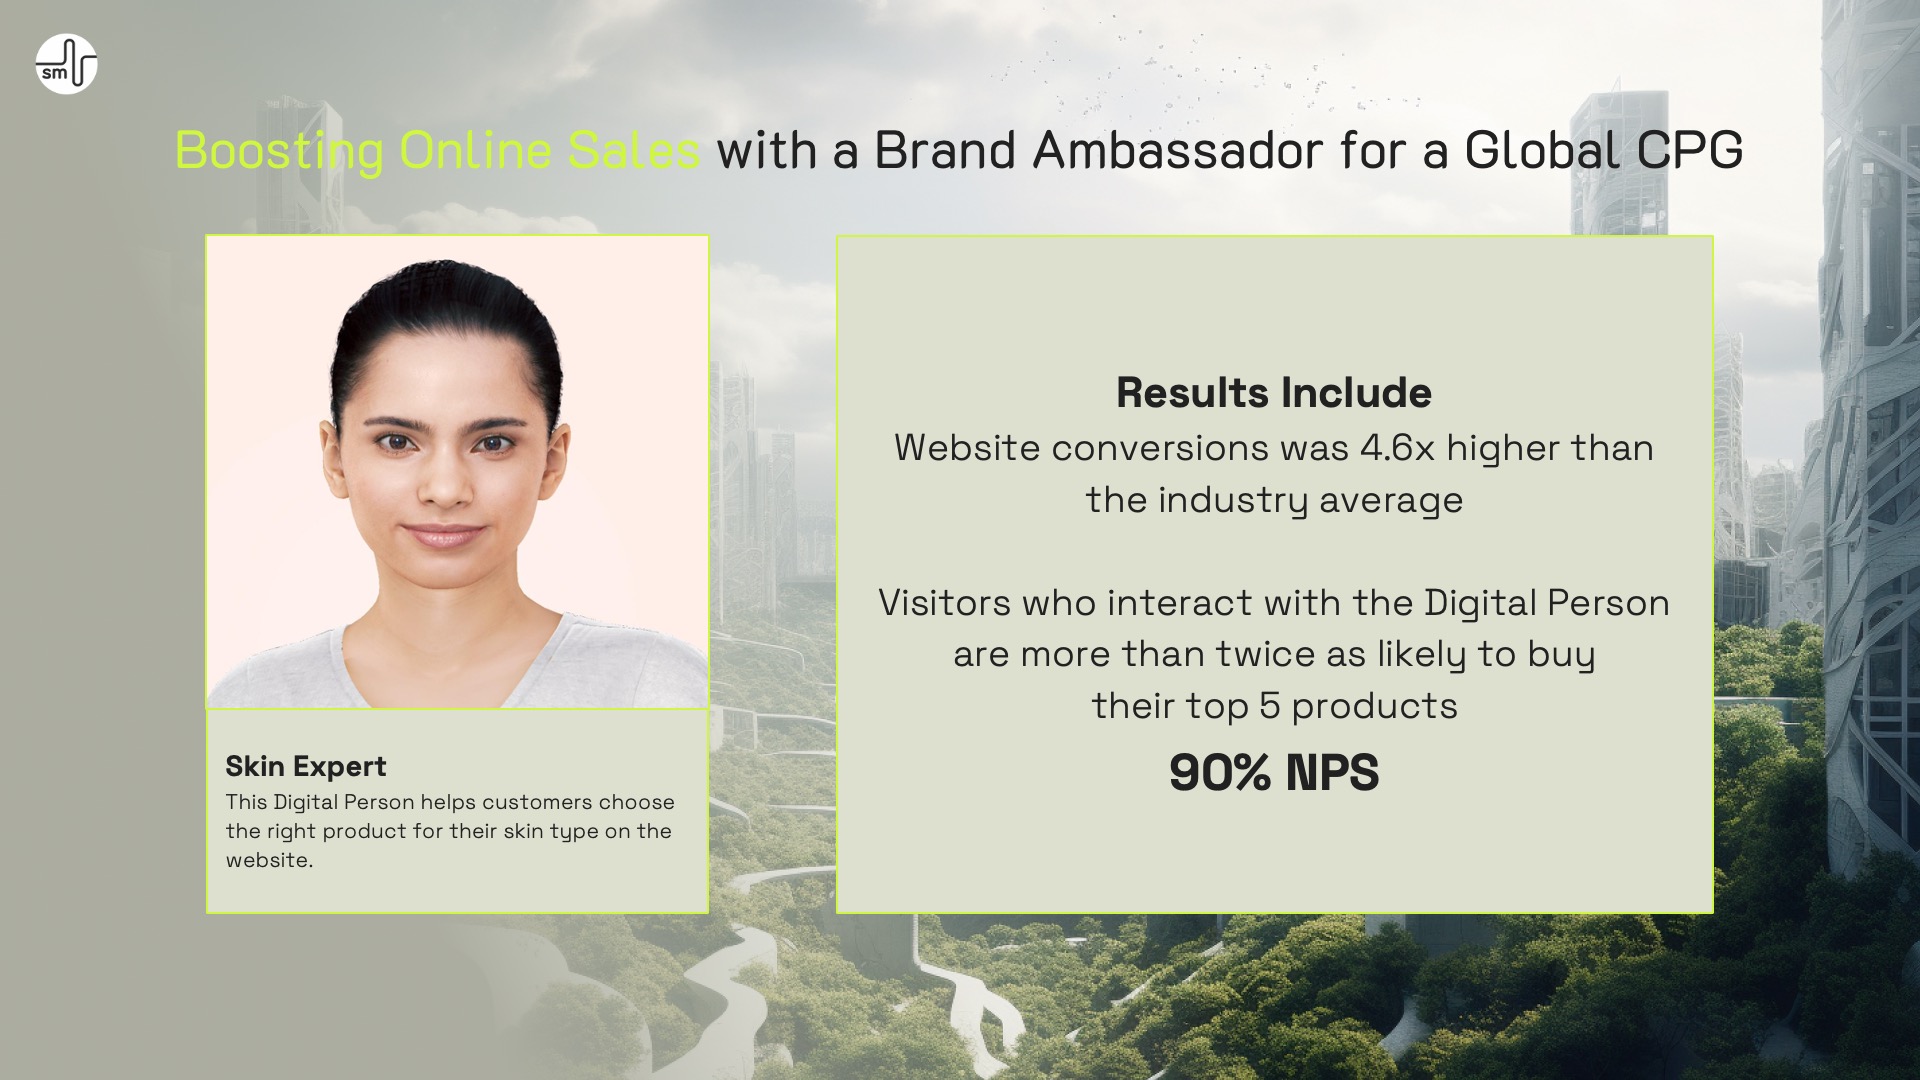 sm
Boosting Online Sales with a Brand Ambassador for a Global CPG
Skin Expert
This Digital Person helps customers choose
the right product for their skin type on the
website.
Results Include
Website conversions was 4.6x higher than
the industry average
Visitors who interact with the Digital Person
are more than twice as likely to buy
their top 5 products
90% NPS